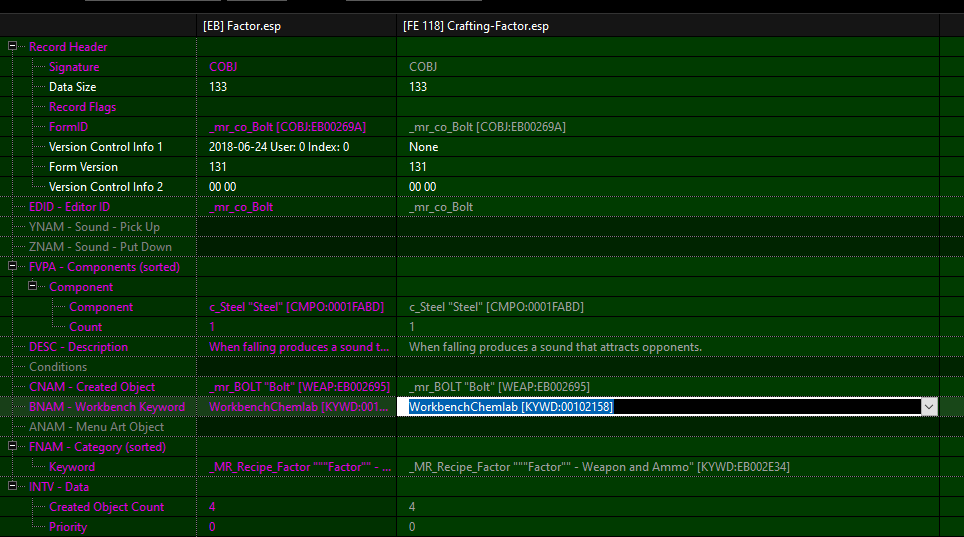 [EB] Factor.esp [FE 118] Crafting-Factor.esp
Record Header
Signature COBJ COBJ
Data Size 133 133
Record Flags
FormID _mr_co_Bolt [COBJ:EB00269A] _mr_co_Bolt [COBJ:EB00269A]
Version Control Info 1 2018-06-24 User: 0 Index: 0 None
Form Version 131 131
Version Control Info 2 00 00 00 00
EDID - Editor ID _mr_co_Bolt _mr_co_Bolt
YNAM - Sound - Pick Up
ZNAM - Sound - Put Down
FVPA - Components (sorted)
Component
Component c_Steel "Steel" [CMPO:0001FABD] c_Steel "Steel" [CMPO:0001FABD]
Count 1 1
DESC - Description When falling produces a sound t... When falling produces a sound that attracts opponents.
Conditions
CNAM - Created Object _mr_BOLT "Bolt" [WEAP:EB002695] _mr_BOLT "Bolt" [WEAP:EB002695]
BNAM - Workbench Keyword WorkbenchChemlab [KYWD:001... WorkbenchChemlab [KYWD:00102158]
ANAM - Menu Art Object
FNAM - Category (sorted)
Keyword _MR_Recipe_Factor """Factor"" - ... _MR_Recipe_Factor """Factor"" - Weapon and Ammo" [KYWD:EB002E34]
INTV - Data
Created Object Count 4 4
Priority 0 0